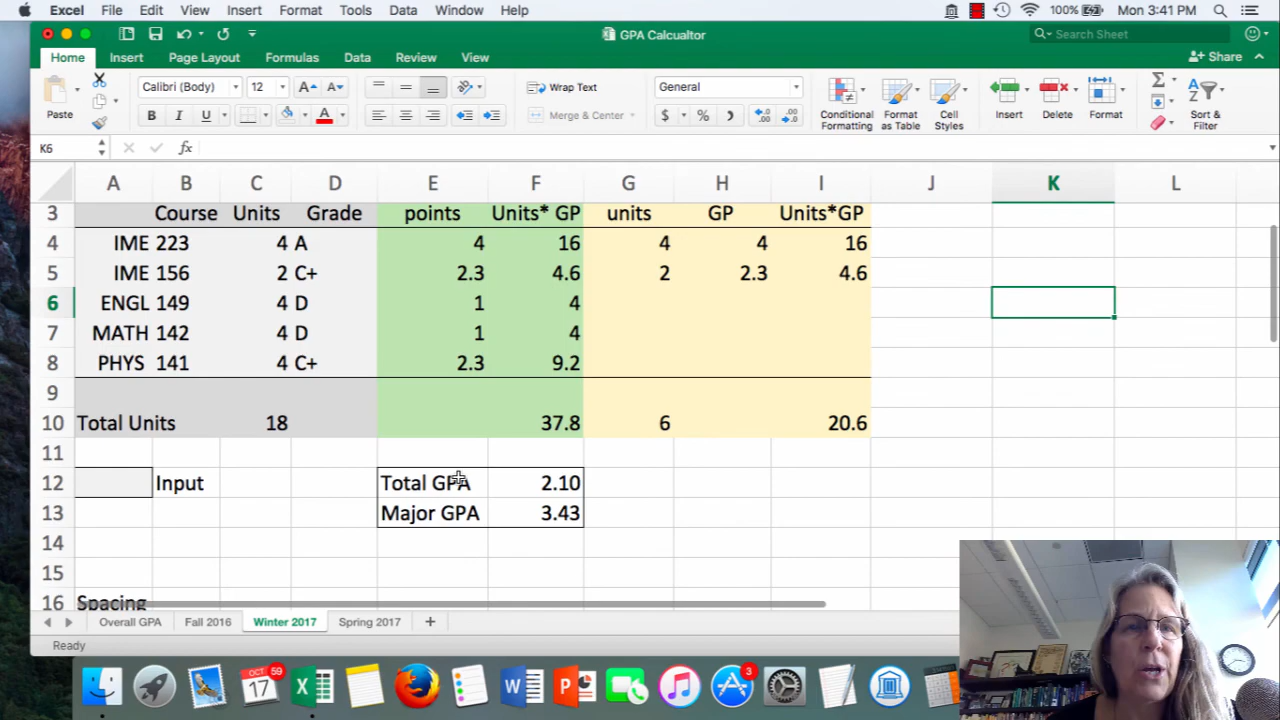 Excel File Edit View Insert Format Tools Data Window Help 100% Mon 3:41 PM
GPA Calcualtor Search Sheet
Home Insert Page Layout Formulas Data Review View Share
Paste Calibri (Body) 12 A A Wrap Text General Conditional Formatting Format as Table Cell Styles Insert Delete Format Sort & Filter
B I U A Merge & Center $ %
K6 fx
A B C D E F G H I J K L
3 Course Units Grade points Units* GP units GP Units*GP
4 IME 223 4 A 4 16 4 4 16
5 IME 156 2 C+ 2.3 4.6 2 2.3 4.6
6 ENGL 149 4 D 1 4
7 MATH 142 4 D 1 4
8 PHYS 141 4 C+ 2.3 9.2
9
10 Total Units 18 37.8 6 20.6
11
12 Input Total GPA 2.10
13 Major GPA 3.43
14
15
16 Spacing
Overall GPA Fall 2016 Winter 2017 Spring 2017 +
Ready
59 OCT 17 3